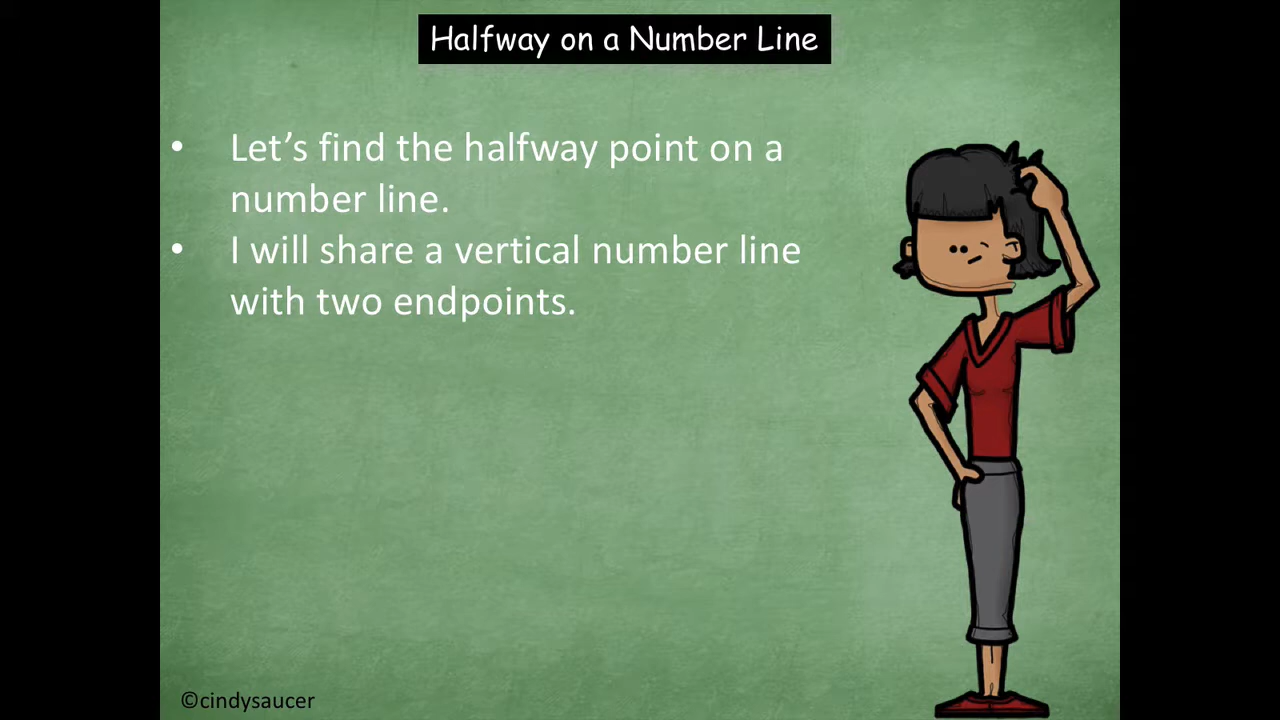 Halfway on a Number Line
• Let’s find the halfway point on a
number line.
• I will share a vertical number line
with two endpoints.
©cindysaucer